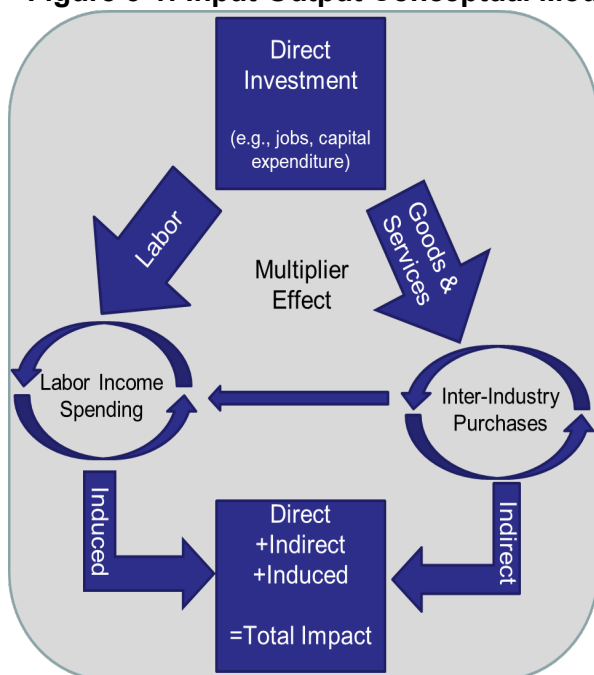 Direct
Investment
(e.g., jobs, capital
expenditure)
Labor
Goods &
Services
Multiplier
Effect
Labor Income
Spending
Inter-Industry
Purchases
Induced
Indirect
Direct
+Indirect
+Induced
=Total Impact